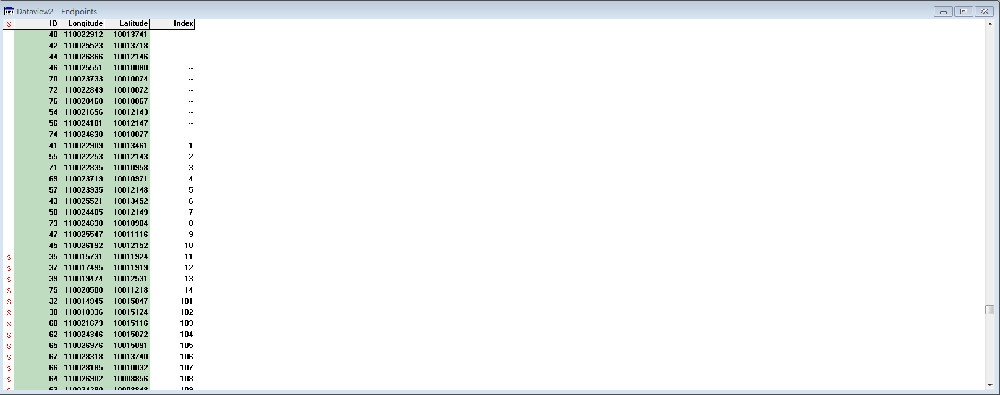 Dataview2 - Endpoints
$ ID Longitude Latitude Index
40 110022912 10013741 --
42 110025523 10013718 --
44 110026866 10012146 --
46 110025551 10010080 --
70 110023733 10010074 --
72 110022849 10010072 --
76 110020460 10010067 --
54 110021656 10012143 --
56 110024181 10012147 --
74 110024630 10010077 --
41 110022909 10013461 1
55 110022253 10012143 2
71 110022835 10010958 3
69 110023719 10010971 4
57 110023935 10012148 5
43 110025521 10013452 6
58 110024405 10012149 7
73 110024630 10010984 8
47 110025547 10011116 9
45 110026192 10012152 10
$ 35 110015731 10011924 11
$ 37 110017495 10011919 12
$ 39 110019474 10012531 13
$ 75 110020500 10011218 14
$ 32 110014945 10015047 101
$ 30 110018336 10015124 102
$ 60 110021673 10015116 103
$ 62 110024346 10015072 104
$ 65 110026976 10015091 105
$ 67 110028318 10013740 106
$ 66 110028185 10010032 107
$ 64 110026902 10008856 108
$ 63 110024280 10008848 109